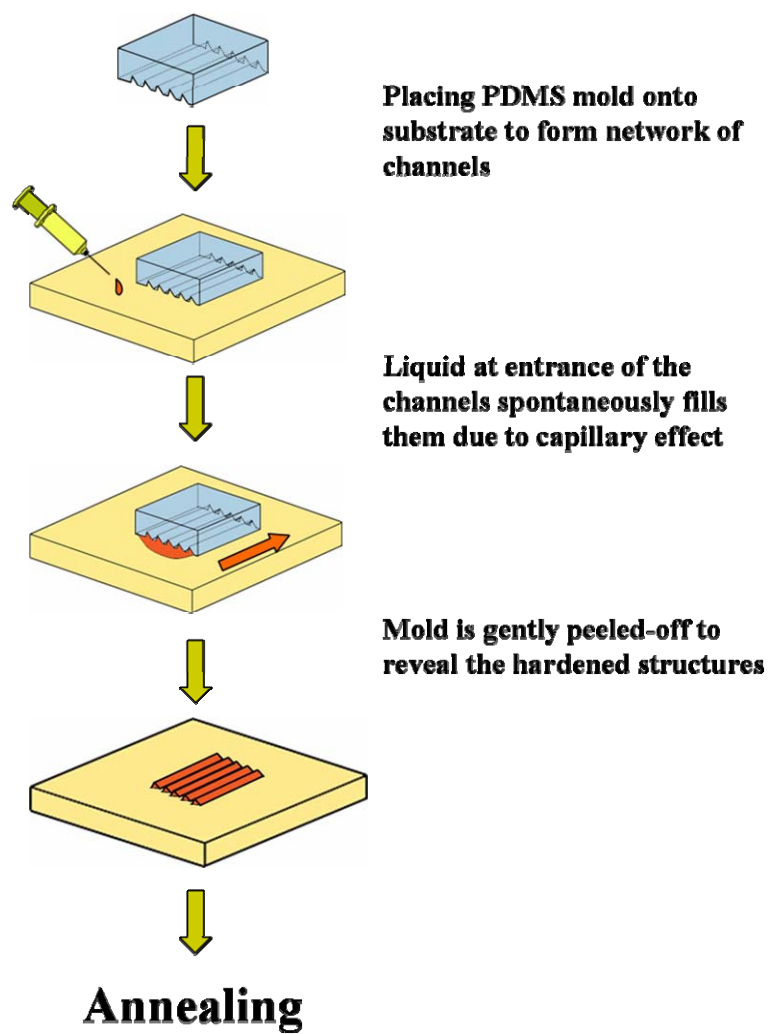 Placing PDMS mold onto
substrate to form network of
channels
Liquid at entrance of the
channels spontaneously fills
them due to capillary effect
Mold is gently peeled-off to
reveal the hardened structures
Annealing